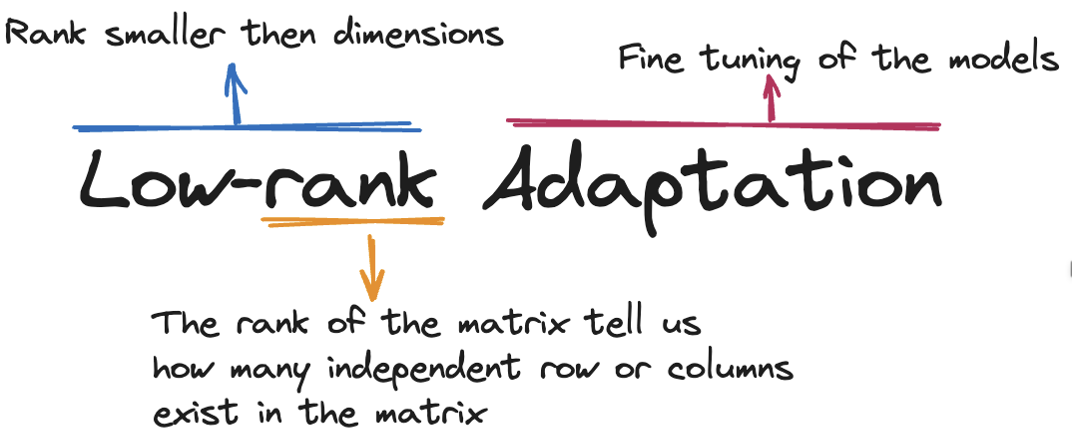 Rank smaller then dimensions
Fine tuning of the models
Low-rank Adaptation
The rank of the matrix tell us
how many independent row or columns
exist in the matrix